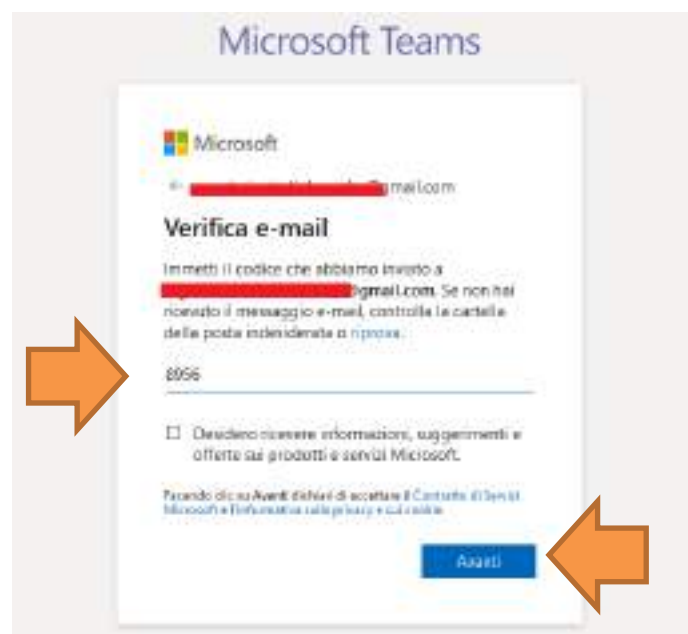 Microsoft Teams
Microsoft
gmail.com
Verifica e-mail
Immetti il codice che abbiamo inviato a
@gmail.com. Se non hai
ricevuto il messaggio e-mail, controlla la cartella
della posta indesiderata o riprova.
8956
Desidero ricevere informazioni, suggerimenti e
offerte sui prodotti e servizi Microsoft.
Facendo clic su Avanti dichiari di accettare il Contratto di Servizi
Microsoft e l'informativa sulla privacy e sui cookie
Avanti